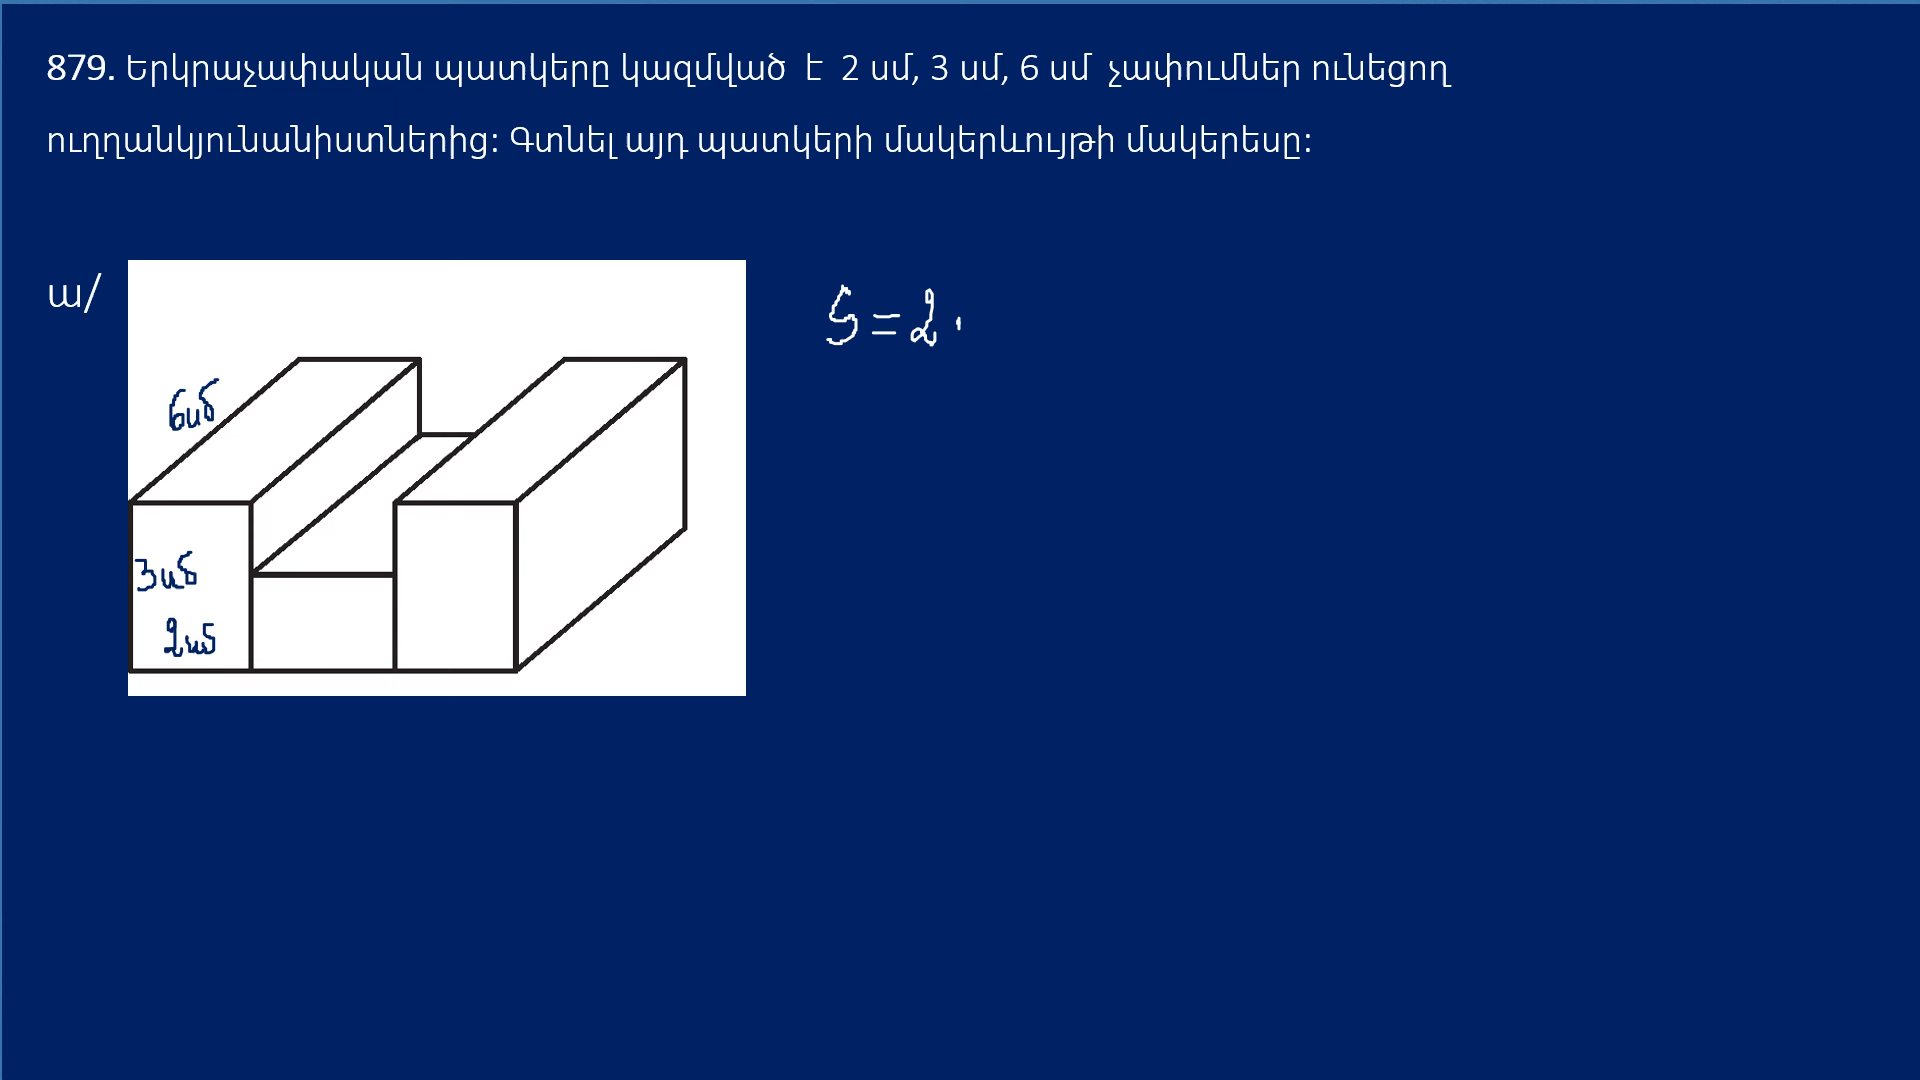 879. Երկրաչափական պատկերը կազմված է 2 սմ, 3 սմ, 6 սմ չափումներ ունեցող
ուղղանկյունանիստներից: Գտնել այդ պատկերի մակերևույթի մակերեսը:
ա/
S = 2 ·
6սմ
3սմ
2սմ